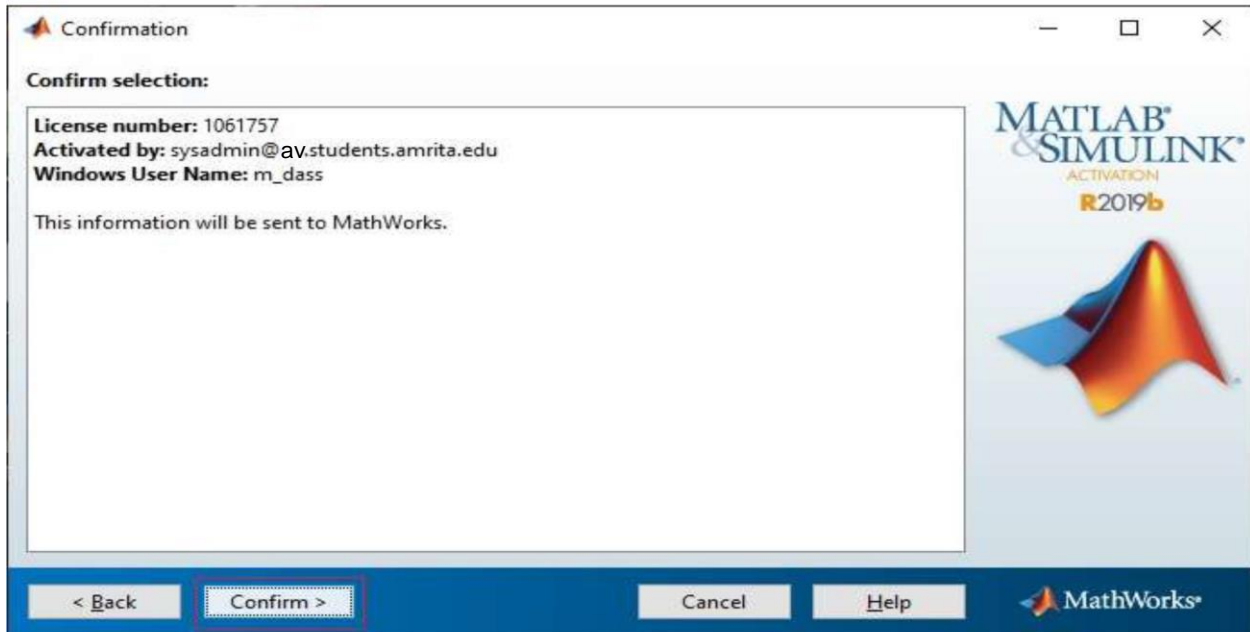 Confirmation
Confirm selection:
License number: 1061757
Activated by: sysadmin@av.students.amrita.edu
Windows User Name: m_dass
This information will be sent to MathWorks.
MATLAB®
&SIMULINK®
ACTIVATION
R2019b
< Back
Confirm >
Cancel
Help
MathWorks®